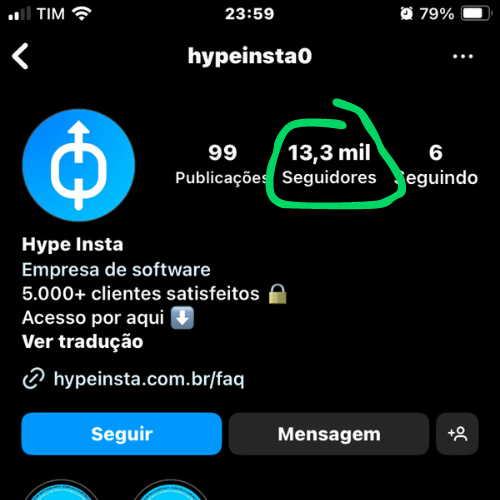 TIM 23:59 79%
hypeinsta0
99 13,3 mil 6
Publicações Seguidores Seguindo
Hype Insta
Empresa de software
5.000+ clientes satisfeitos 🔒
Acesso por aqui ⬇️
Ver tradução
hypeinsta.com.br/faq
Seguir Mensagem